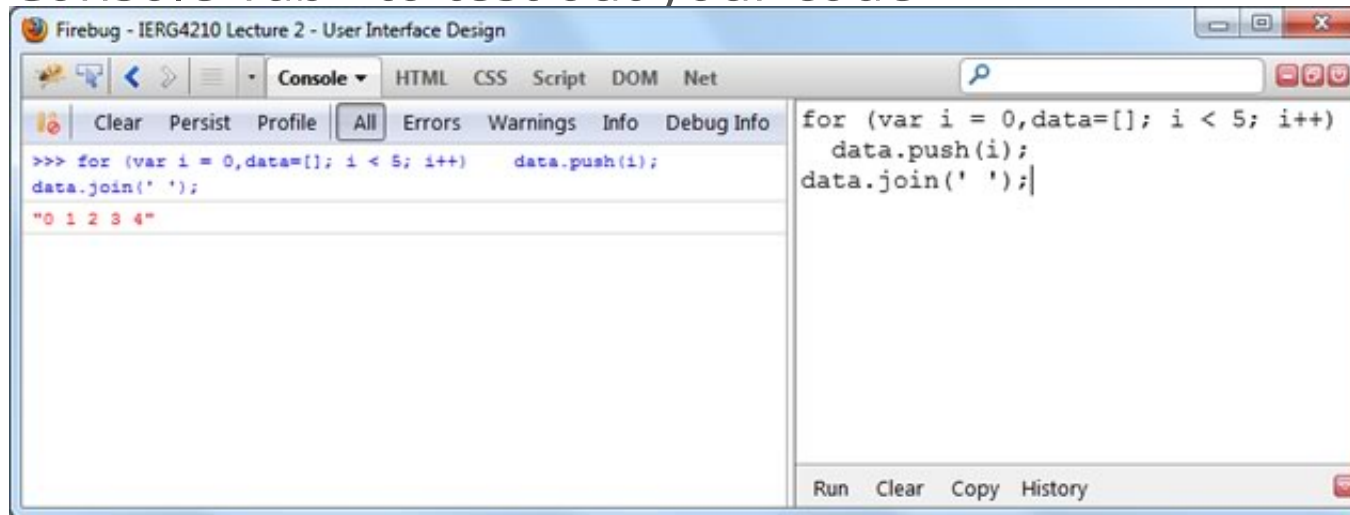 Firebug - IERG4210 Lecture 2 - User Interface Design
Console HTML CSS Script DOM Net
Clear Persist Profile All Errors Warnings Info Debug Info
>>> for (var i = 0,data=[]; i < 5; i++) data.push(i);
data.join(' ');
"0 1 2 3 4"
for (var i = 0,data=[]; i < 5; i++)
data.push(i);
data.join(' ');
Run Clear Copy History